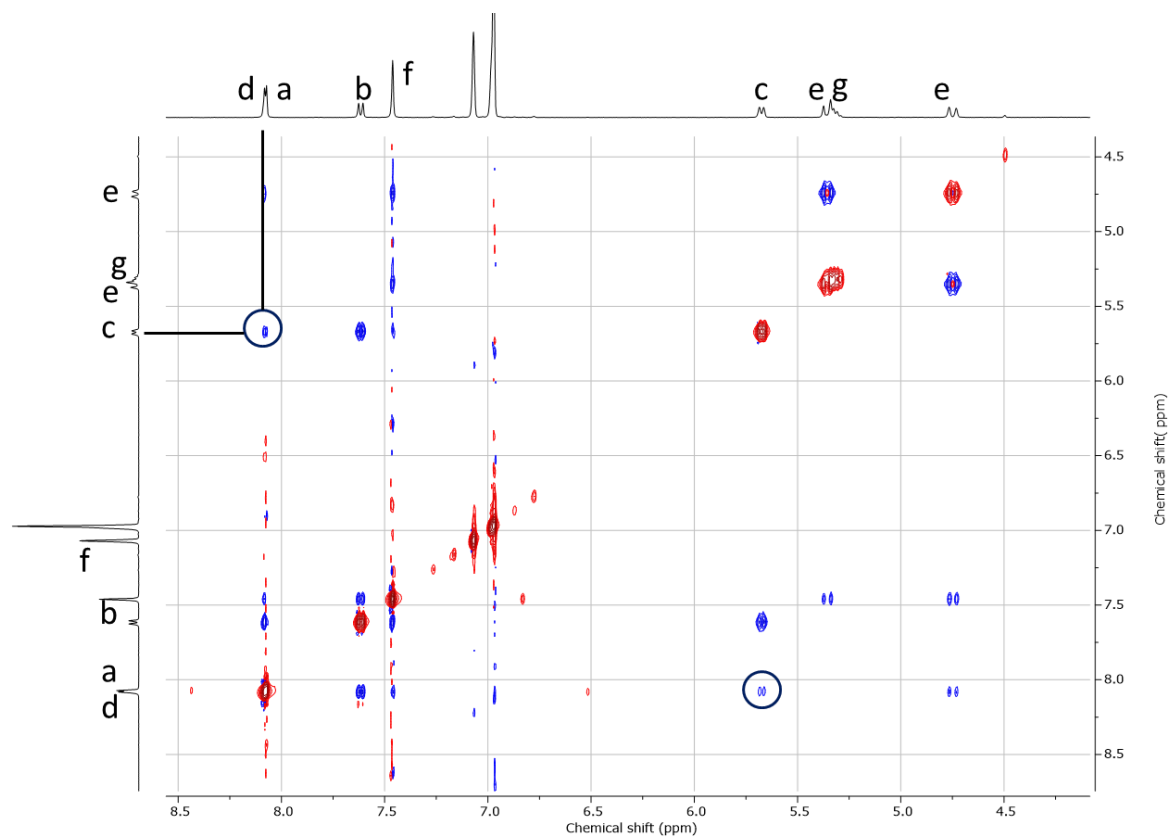 d a b f c e g e
e
g
e
c
f
b
a
d
4.5
5.0
5.5
6.0
6.5
7.0
7.5
8.0
8.5
Chemical shift( ppm)
8.5 8.0 7.5 7.0 6.5 6.0 5.5 5.0 4.5
Chemical shift (ppm)